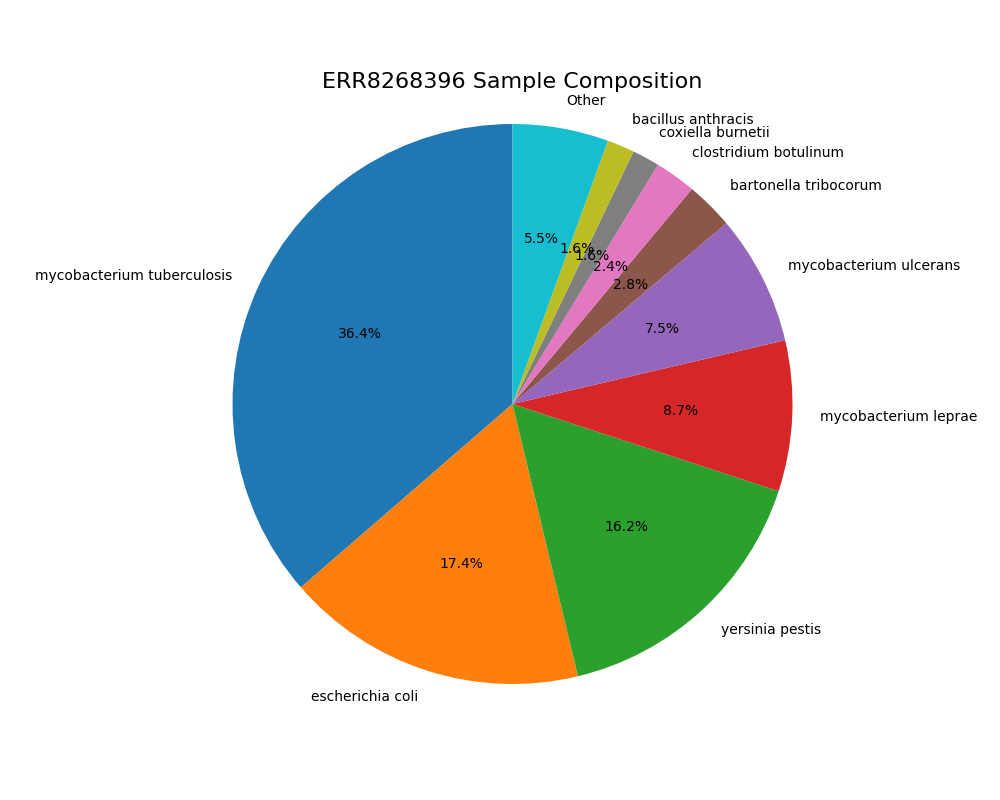 ERR8268396 Sample Composition
Other
bacillus anthracis
coxiella burnetii
clostridium botulinum
bartonella tribocorum
mycobacterium ulcerans
mycobacterium tuberculosis
mycobacterium leprae
yersinia pestis
escherichia coli
5.5%
1.6%
1.6%
2.4%
2.8%
7.5%
36.4%
8.7%
16.2%
17.4%